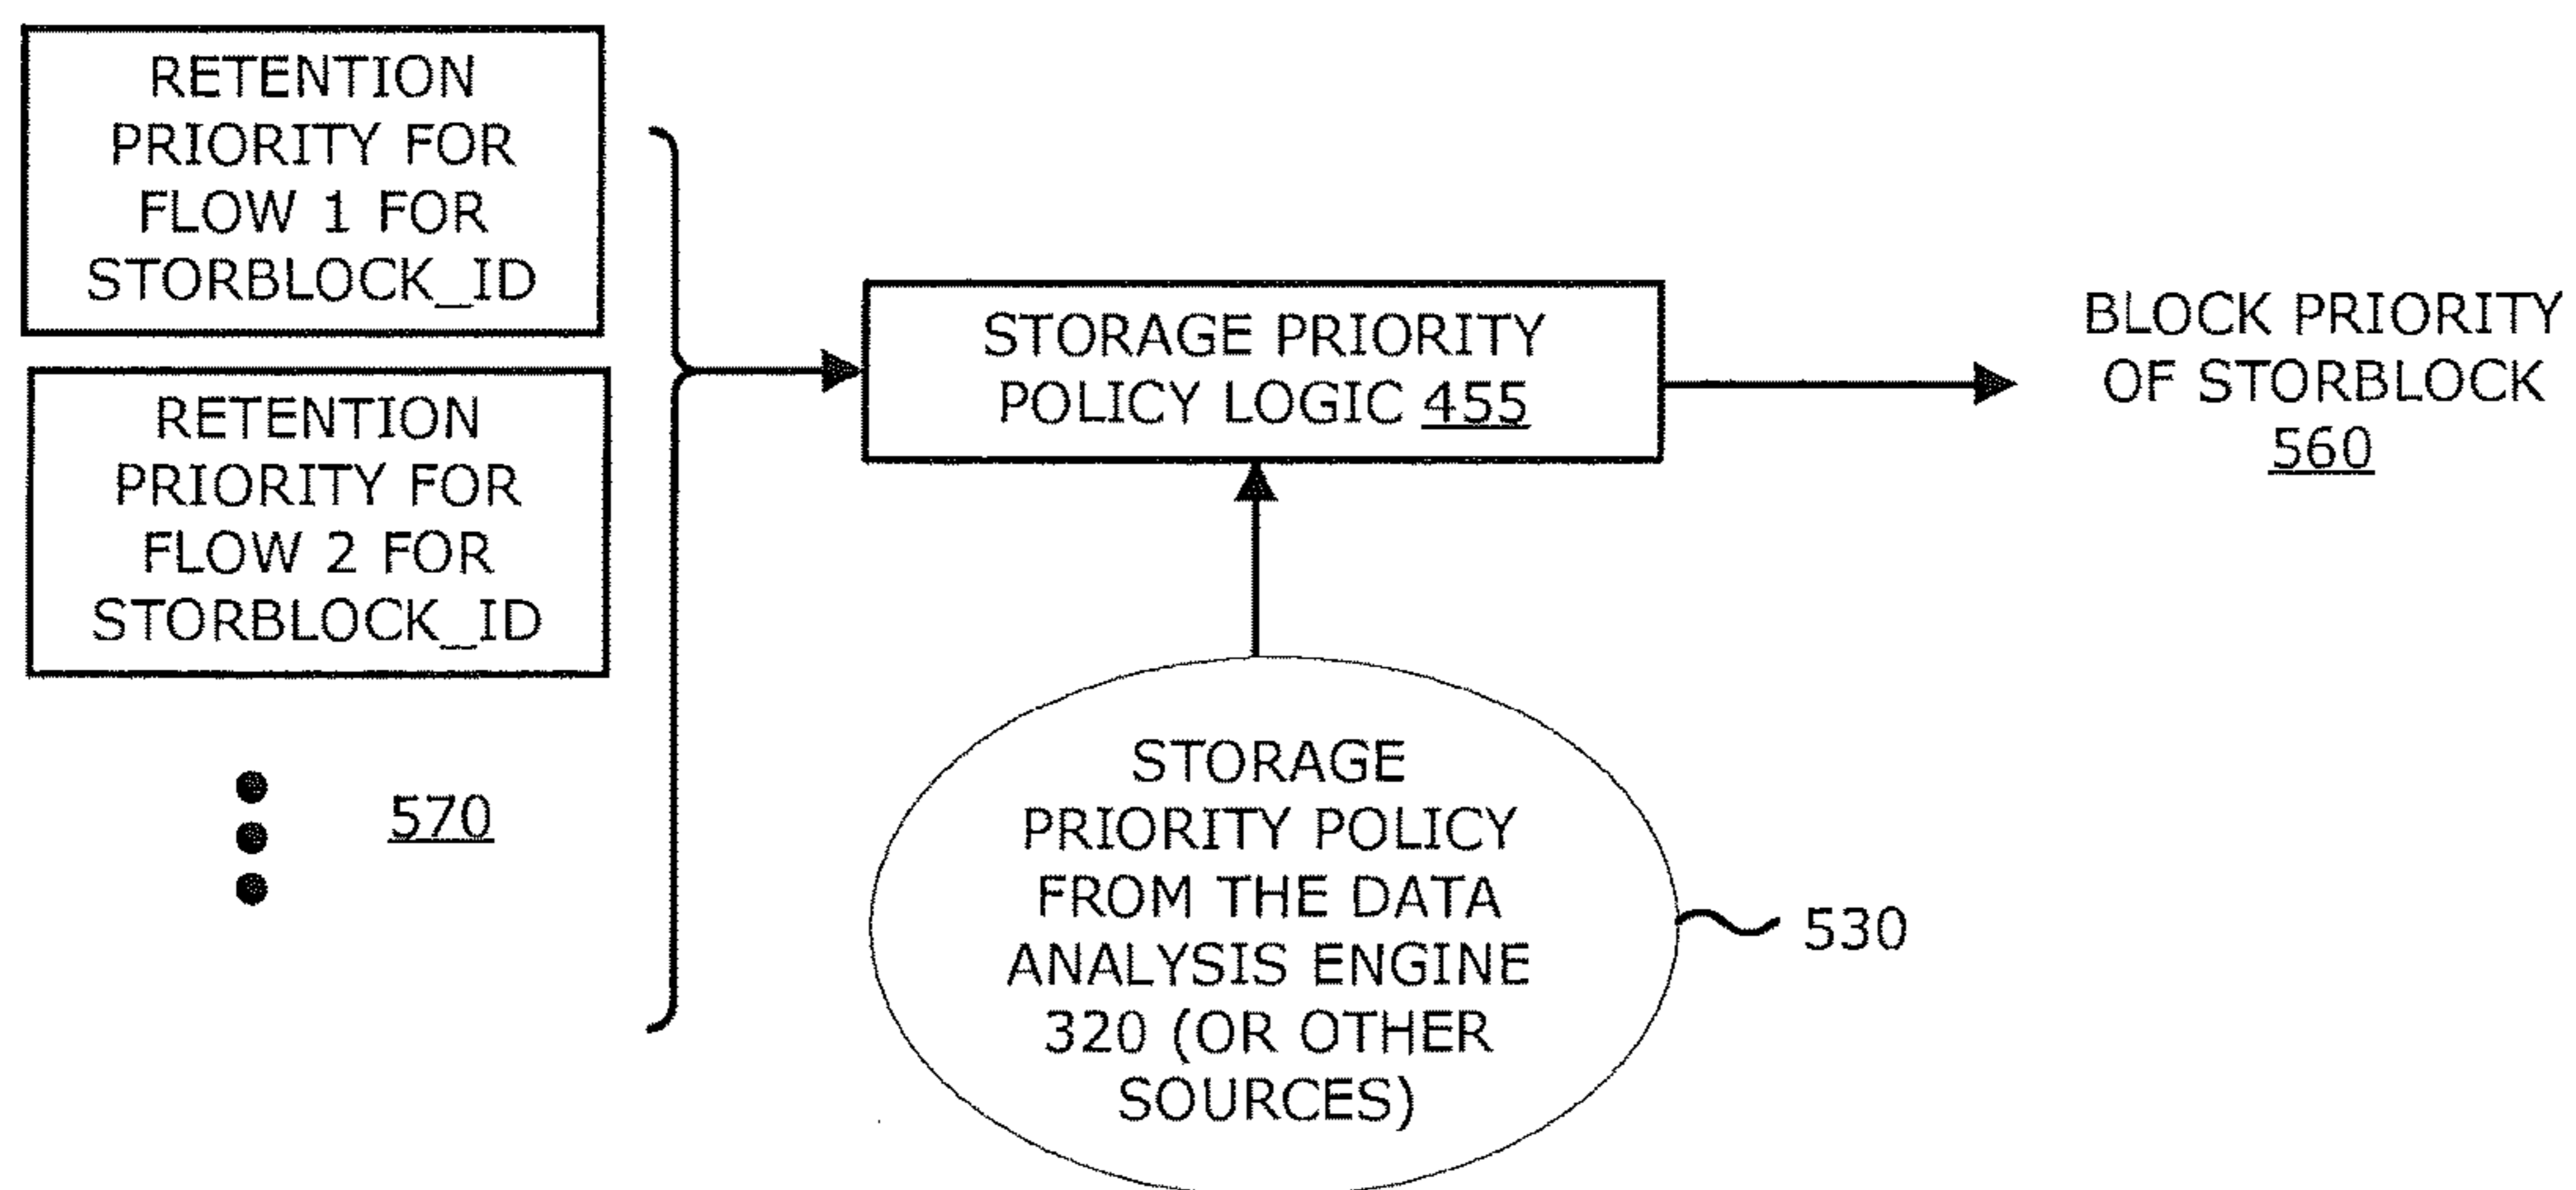 RETENTION
PRIORITY FOR
FLOW 1 FOR
STORBLOCK_ID
RETENTION
PRIORITY FOR
FLOW 2 FOR
STORBLOCK_ID
570
STORAGE PRIORITY
POLICY LOGIC 455
BLOCK PRIORITY
OF STORBLOCK
560
STORAGE
PRIORITY POLICY
FROM THE DATA
ANALYSIS ENGINE
320 (OR OTHER
SOURCES)
530